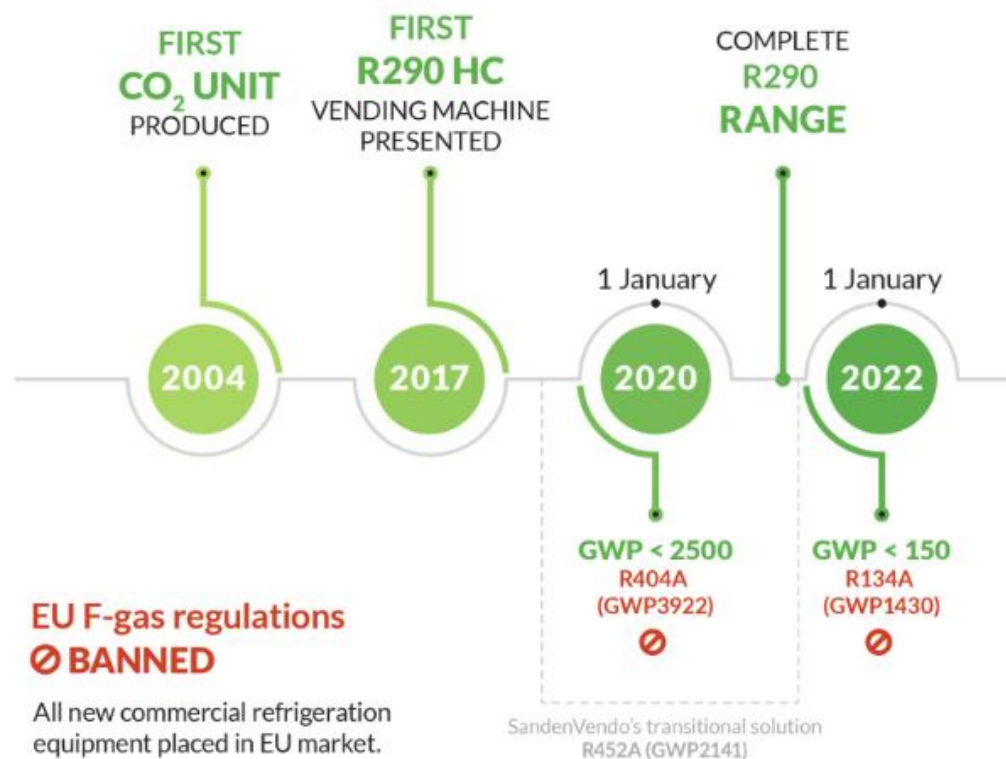 FIRST
CO₂ UNIT
PRODUCED
FIRST
R290 HC
VENDING MACHINE
PRESENTED
COMPLETE
R290
RANGE
1 January
1 January
2004
2017
2020
2022
GWP < 2500
R404A
(GWP3922)
GWP < 150
R134A
(GWP1430)
EU F-gas regulations
BANNED
All new commercial refrigeration
equipment placed in EU market.
SandenVendo's transitional solution
R452A (GWP2141)